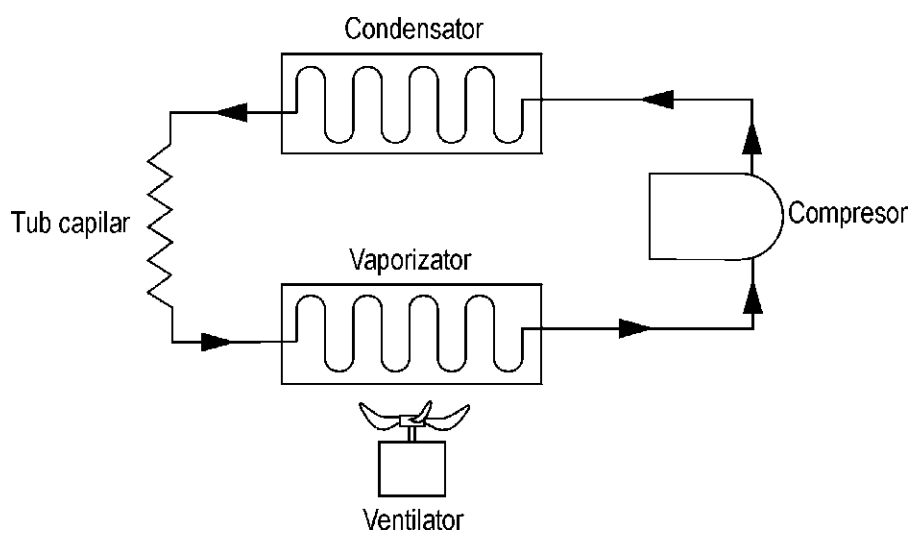 Condensator
Tub capilar
Compresor
Vaporizator
Ventilator